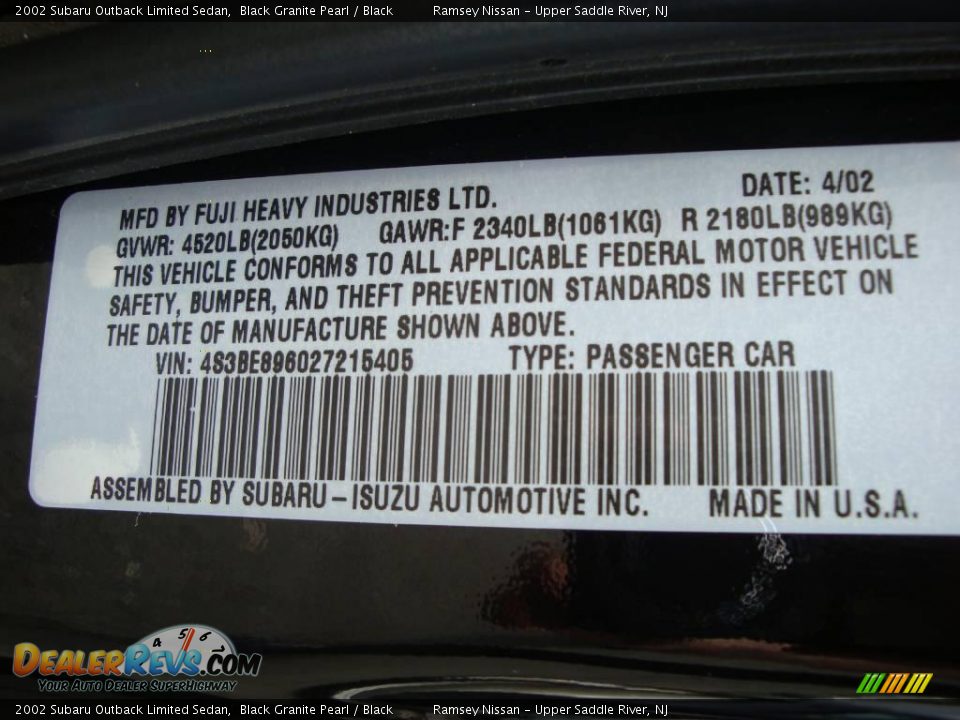 2002 Subaru Outback Limited Sedan,  Black Granite Pearl / Black          Ramsey Nissan - Upper Saddle River, NJ
MFD BY FUJI HEAVY INDUSTRIES LTD. DATE: 4/02
GVWR: 4520LB(2050KG) GAWR:F 2340LB(1061KG) R 2180LB(989KG)
THIS VEHICLE CONFORMS TO ALL APPLICABLE FEDERAL MOTOR VEHICLE
SAFETY, BUMPER, AND THEFT PREVENTION STANDARDS IN EFFECT ON
THE DATE OF MANUFACTURE SHOWN ABOVE.
VIN: 4S3BE896027215405 TYPE: PASSENGER CAR
ASSEMBLED BY SUBARU-ISUZU AUTOMOTIVE INC. MADE IN U.S.A.
4 5 6
DEALERREVS.COM
Your Auto Dealer SuperHighway
2002 Subaru Outback Limited Sedan,  Black Granite Pearl / Black          Ramsey Nissan - Upper Saddle River, NJ